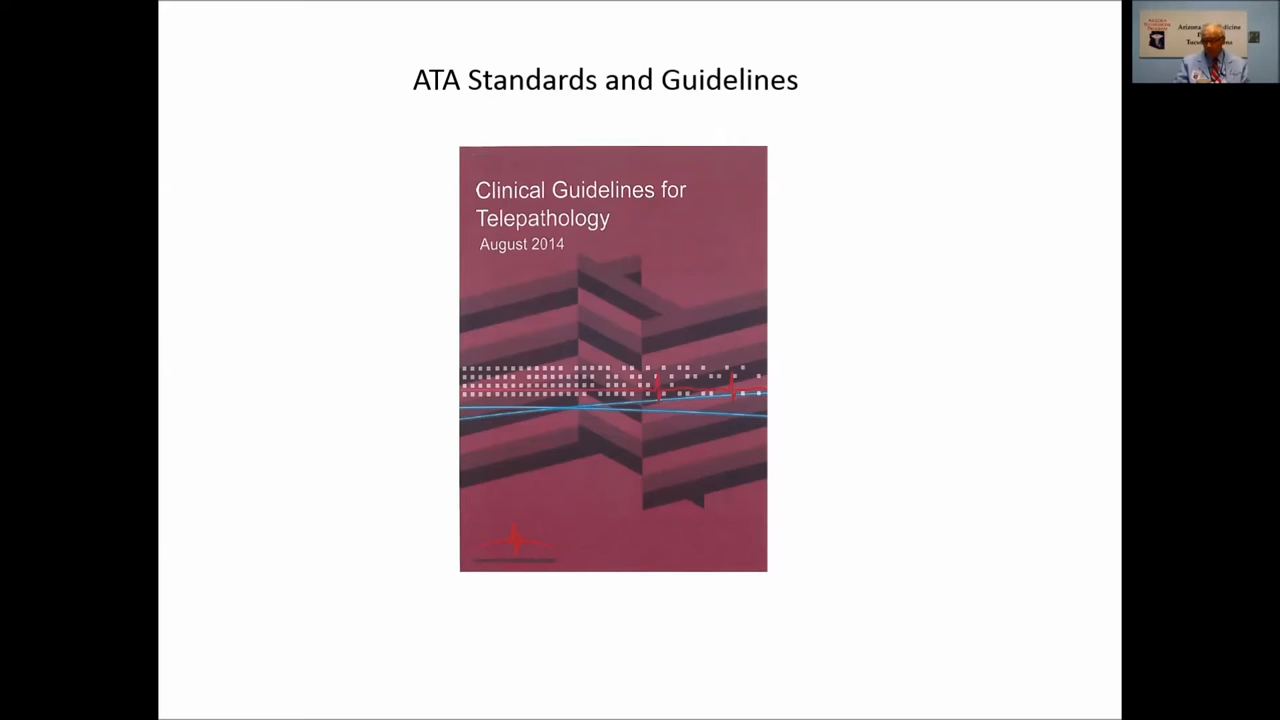 ATA Standards and Guidelines
Clinical Guidelines for
Telepathology
August 2014